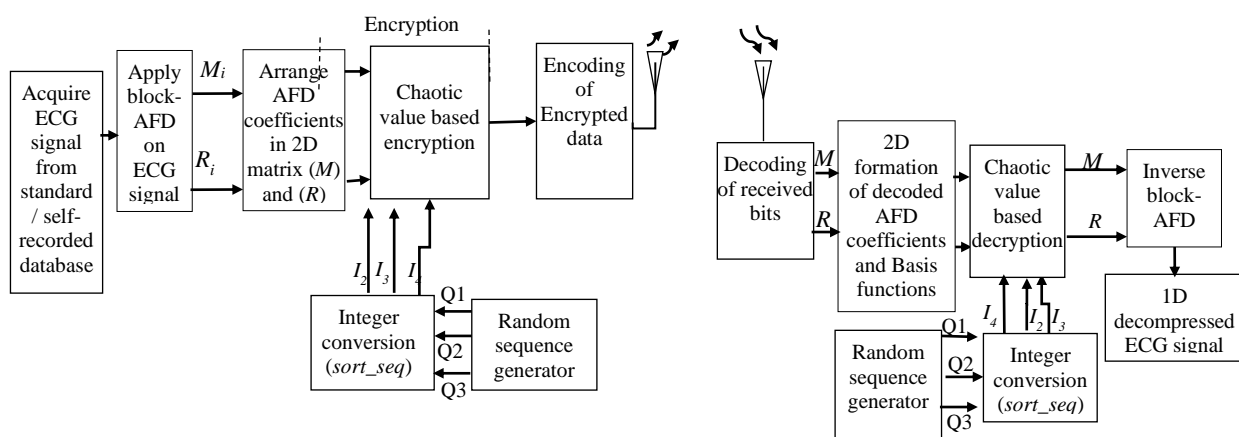 Encryption
Acquire
ECG
signal
from
standard
/ self-
recorded
database
Apply
block-
AFD
on
ECG
signal
Mi
Ri
Arrange
AFD
coefficients
in 2D
matrix (M)
and (R)
Chaotic
value based
encryption
Encoding
of
Encrypted
data
I2
I3
I4
Integer
conversion
(sort_seq)
Q1
Q2
Q3
Random
sequence
generator
Decoding
of received
bits
M
R
2D
formation
of decoded
AFD
coefficients
and Basis
functions
Chaotic
value
based
decryption
M
R
Inverse
block-
AFD
1D
decompressed
ECG signal
I4
I2
I3
Random
sequence
generator
Q1
Q2
Q3
Integer
conversion
(sort_seq)